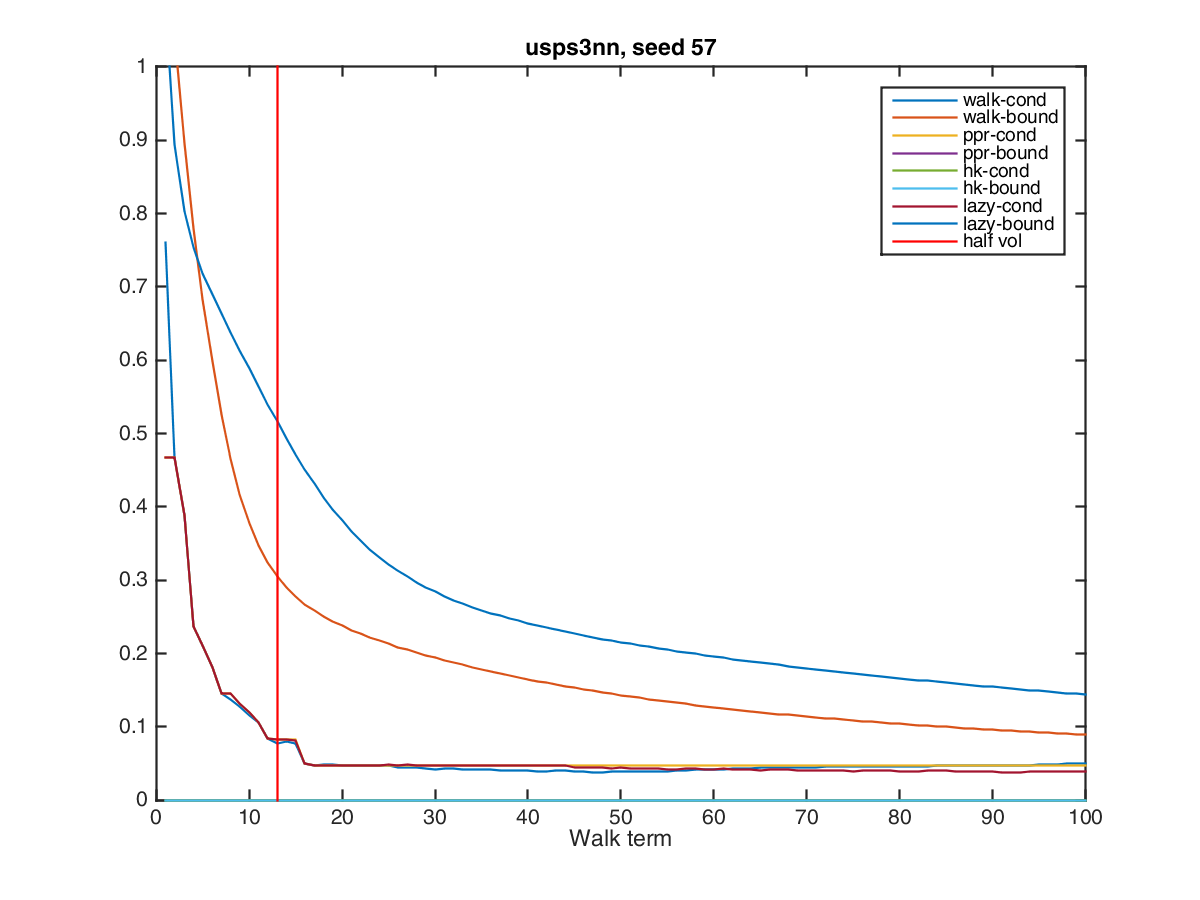 usps3nn, seed 57
1
0.9
0.8
0.7
0.6
0.5
0.4
0.3
0.2
0.1
0
walk-cond
walk-bound
ppr-cond
ppr-bound
hk-cond
hk-bound
lazy-cond
lazy-bound
half vol
0 10 20 30 40 50 60 70 80 90 100
Walk term